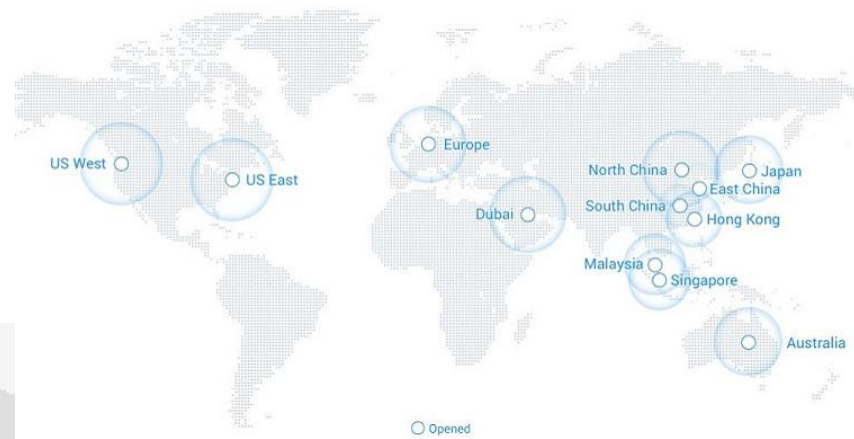 US West
US East
Europe
Dubai
North China
Japan
East China
South China
Hong Kong
Malaysia
Singapore
Australia
Opened